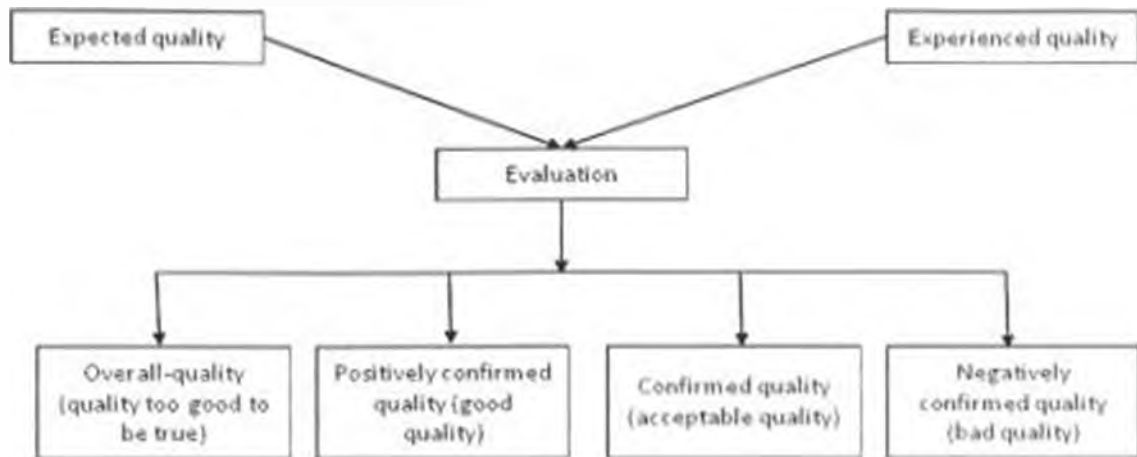 Expected quality
Experienced quality
Evaluation
Overall-quality
(quality too good to
be true)
Positively confirmed
quality (good
quality)
Confirmed quality
(acceptable quality)
Negatively
confirmed quality
(bad quality)